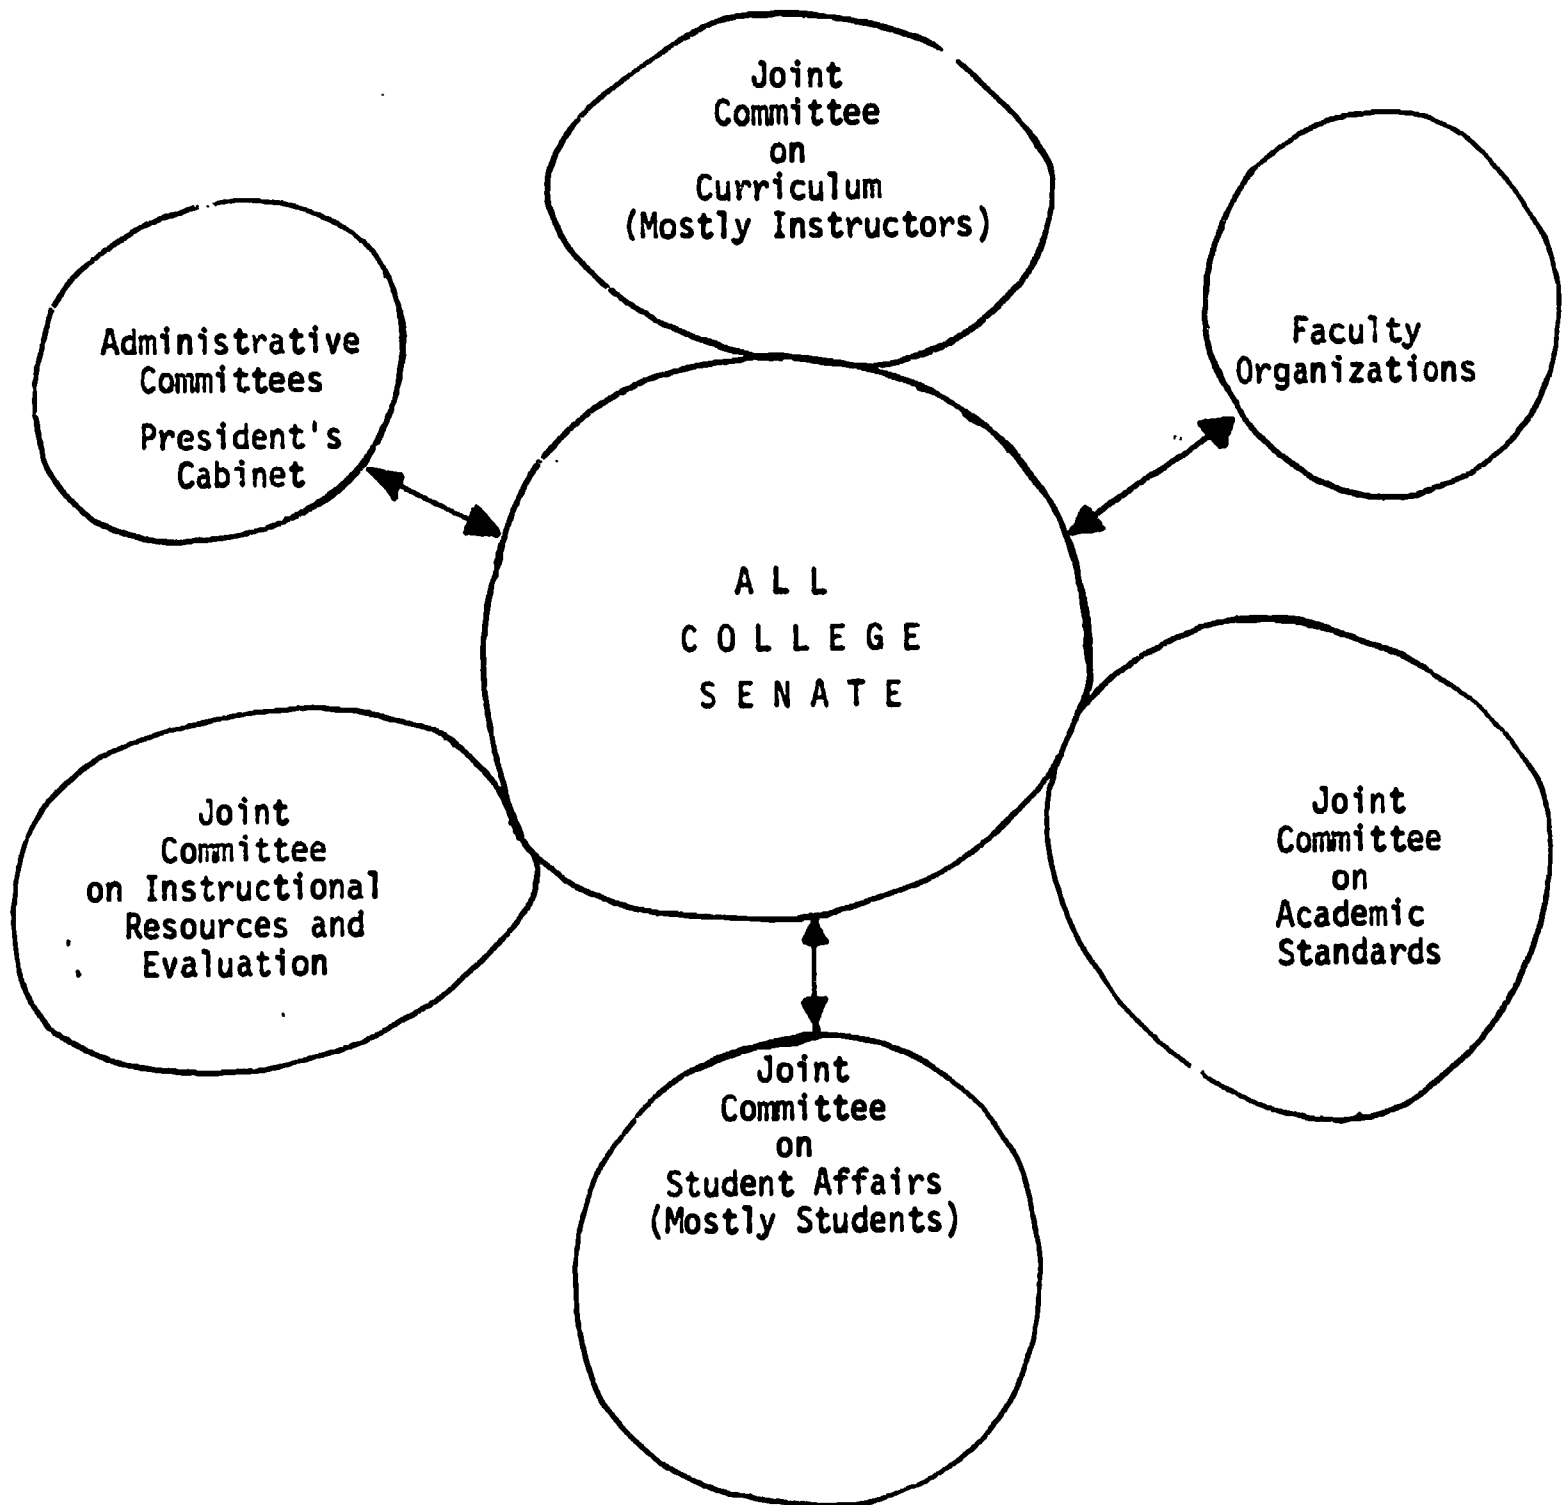 Joint
Committee
on
Curriculum
(Mostly Instructors)
Administrative
Committees
President's
Cabinet
Faculty
Organizations
A L L
C O L L E G E
S E N A T E
Joint
Committee
on Instructional
Resources and
Evaluation
Joint
Committee
on
Academic
Standards
Joint
Committee
on
Student Affairs
(Mostly Students)